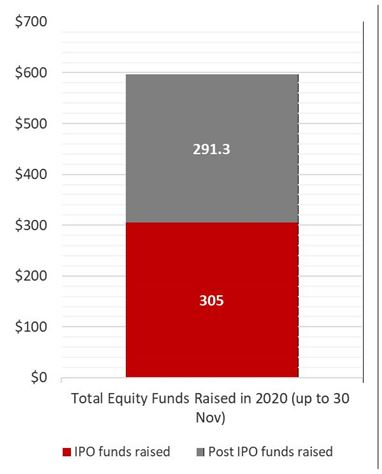 $700
$600
$500
$400
$300
$200
$100
$0
291.3
305
Total Equity Funds Raised in 2020 (up to 30
Nov)
IPO funds raised
Post IPO funds raised